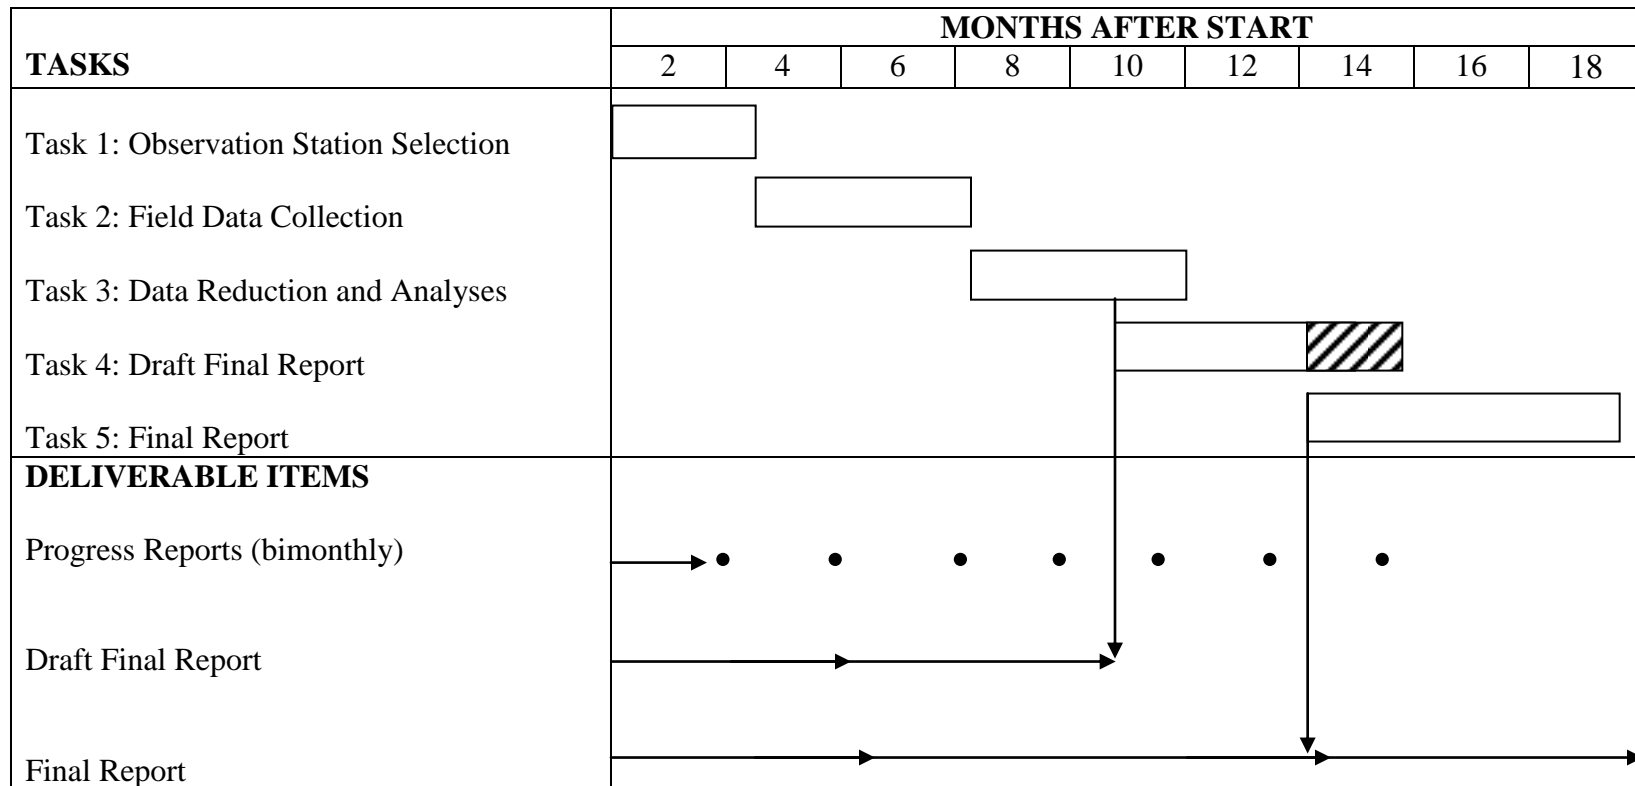 MONTHS AFTER START
TASKS 2 4 6 8 10 12 14 16 18
Task 1: Observation Station Selection
Task 2: Field Data Collection
Task 3: Data Reduction and Analyses
Task 4: Draft Final Report
Task 5: Final Report
DELIVERABLE ITEMS
Progress Reports (bimonthly)
Draft Final Report
Final Report